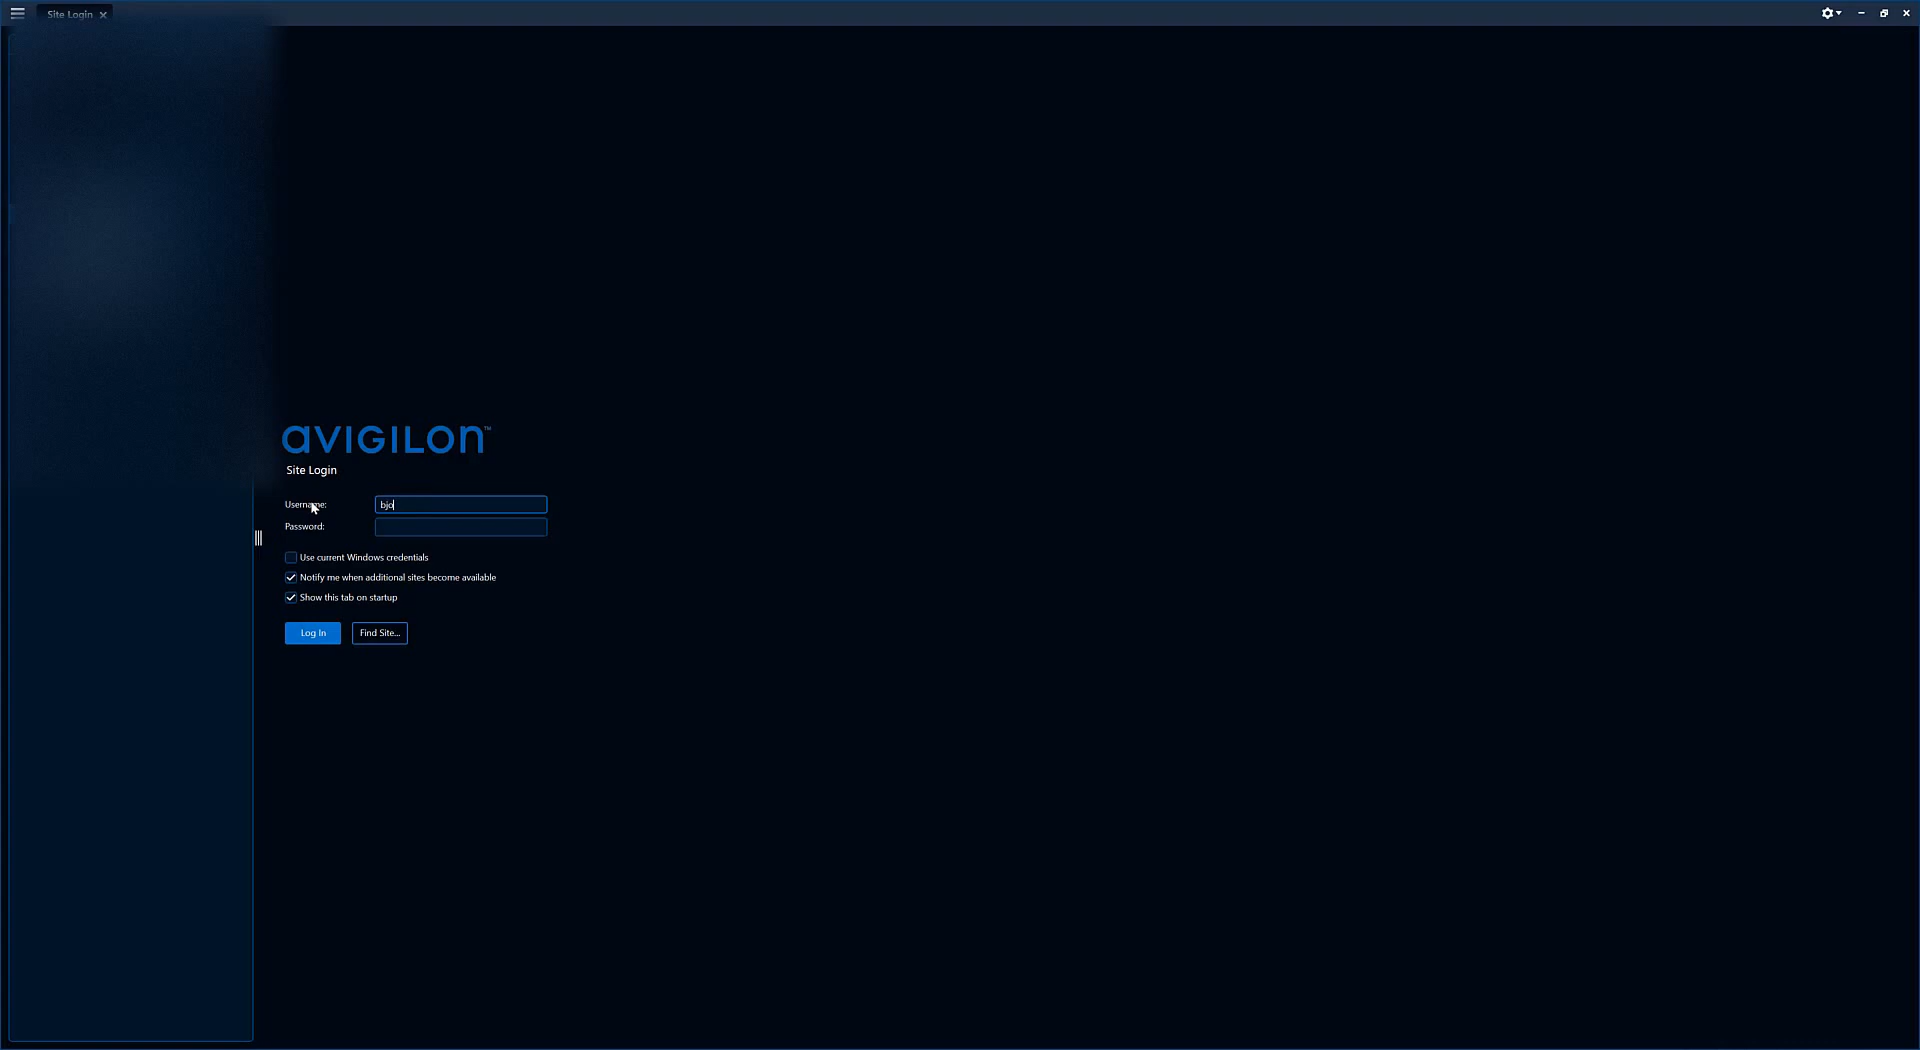 Site Login
avigilon™
Site Login
Username: bjo
Password:
Use current Windows credentials
Notify me when additional sites become available
Show this tab on startup
Log In Find Site...